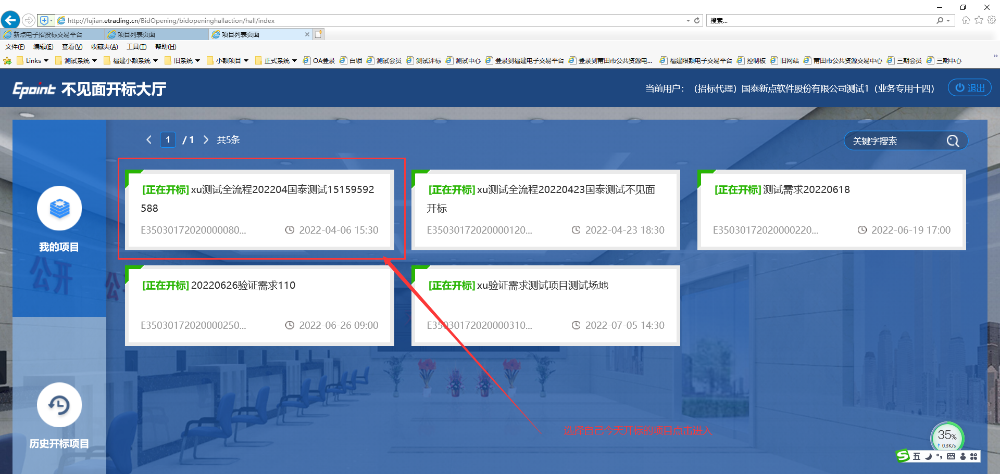 http://fujian.etrading.cn/BidOpening/bidopeninghallaction/hall/index
搜索...
新点电子招投标交易平台
项目列表页面
项目列表页面
文件(F) 编辑(E) 查看(V) 收藏夹(A) 工具(T) 帮助(H)
Links 测试系统 福建小额系统 旧系统 小额项目 正式系统 OA登录 白锁 测试会员 测试评标 测试中心 登录到福建电子交易平台 登录到莆田市公共资源电... 福建限额电子交易平台 控制板 旧网站 莆田市公共资源交易中心 三期会员 三期中心
Epoint 不见面开标大厅
当前用户：（招标代理）国泰新点软件股份有限公司测试1（业务专用十四）
退出
1 / 1 共5条
关键字搜索
[正在开标] xu测试全流程202204国泰测试15159592
588
E35030172020000080... 2022-04-06 15:30
[正在开标] xu测试全流程20220423国泰测试不见面
开标
E35030172020000120... 2022-04-23 18:30
[正在开标] 测试需求20220618
E35030172020000220... 2022-06-19 17:00
我的项目
公开
公
[正在开标] 20220626验证需求110
E35030172020000250... 2022-06-26 09:00
[正在开标] xu验证需求测试项目测试场地
E35030172020000310... 2022-07-05 14:30
历史开标项目
选择自己今天开标的项目点击进入
35%
0.3K/s
五